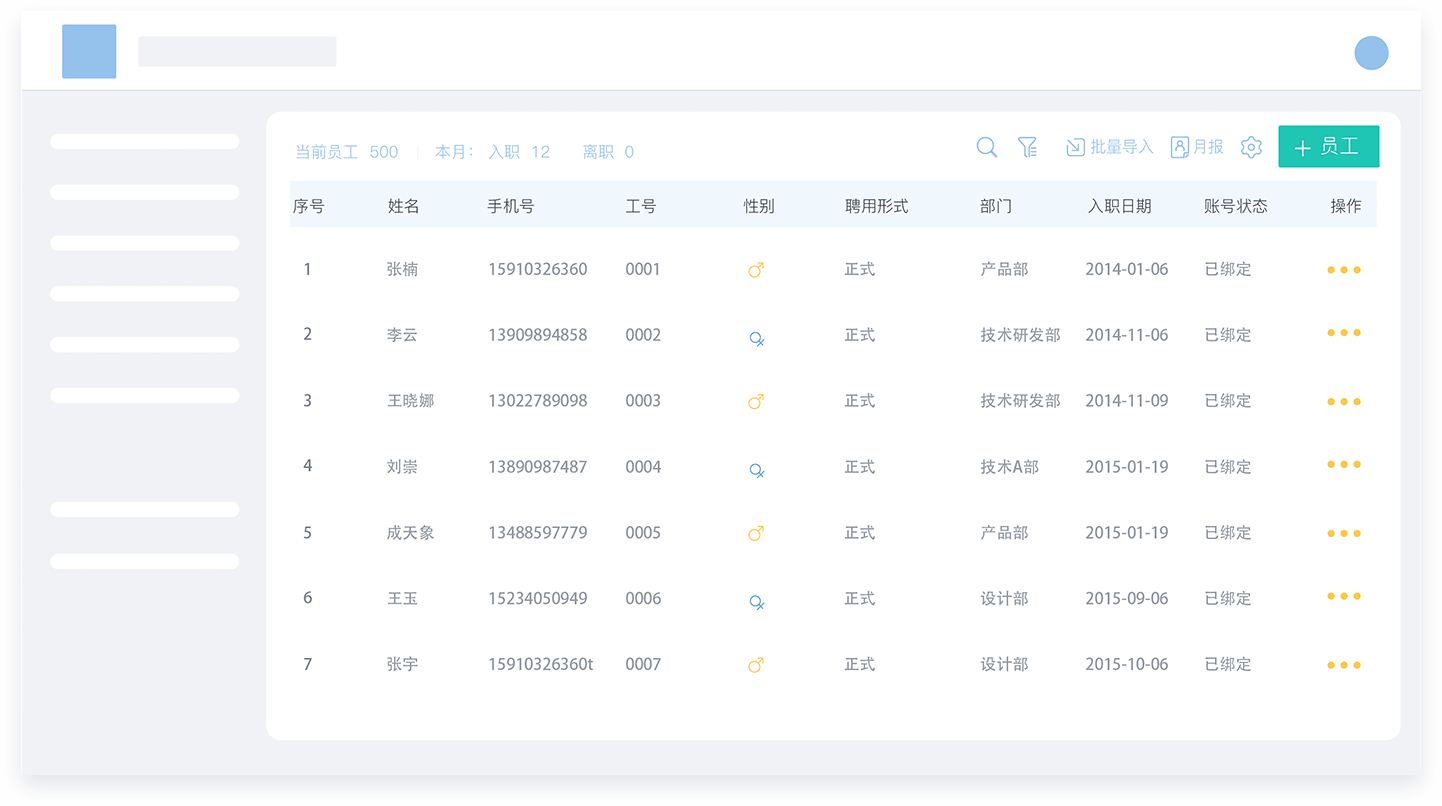 当前员工 500 本月： 入职 12 离职 0 批量导入 月报 + 员工
序号 姓名 手机号 工号 性别 聘用形式 部门 入职日期 账号状态 操作
1 张楠 15910326360 0001 正式 产品部 2014-01-06 已绑定
2 李云 13909894858 0002 正式 技术研发部 2014-11-06 已绑定
3 王晓娜 13022789098 0003 正式 技术研发部 2014-11-09 已绑定
4 刘崇 13890987487 0004 正式 技术A部 2015-01-19 已绑定
5 成天象 13488597779 0005 正式 产品部 2015-01-19 已绑定
6 王玉 15234050949 0006 正式 设计部 2015-09-06 已绑定
7 张宇 15910326360t 0007 正式 设计部 2015-10-06 已绑定